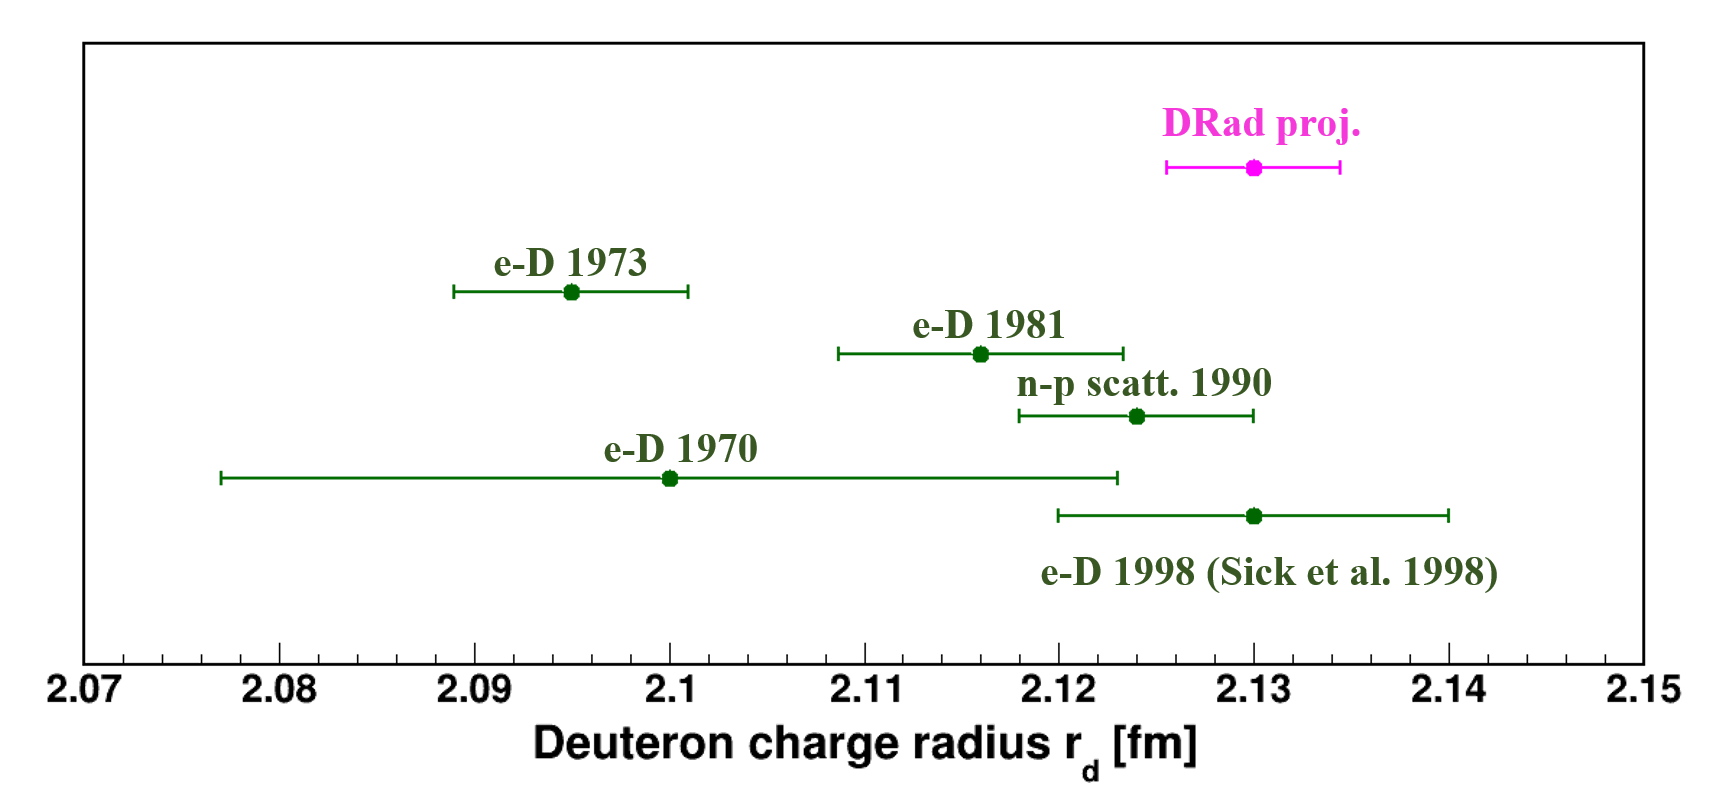 DRad proj.
e-D 1973
e-D 1981
n-p scatt. 1990
e-D 1970
e-D 1998 (Sick et al. 1998)
2.07 2.08 2.09 2.1 2.11 2.12 2.13 2.14 2.15
Deuteron charge radius r_d [fm]